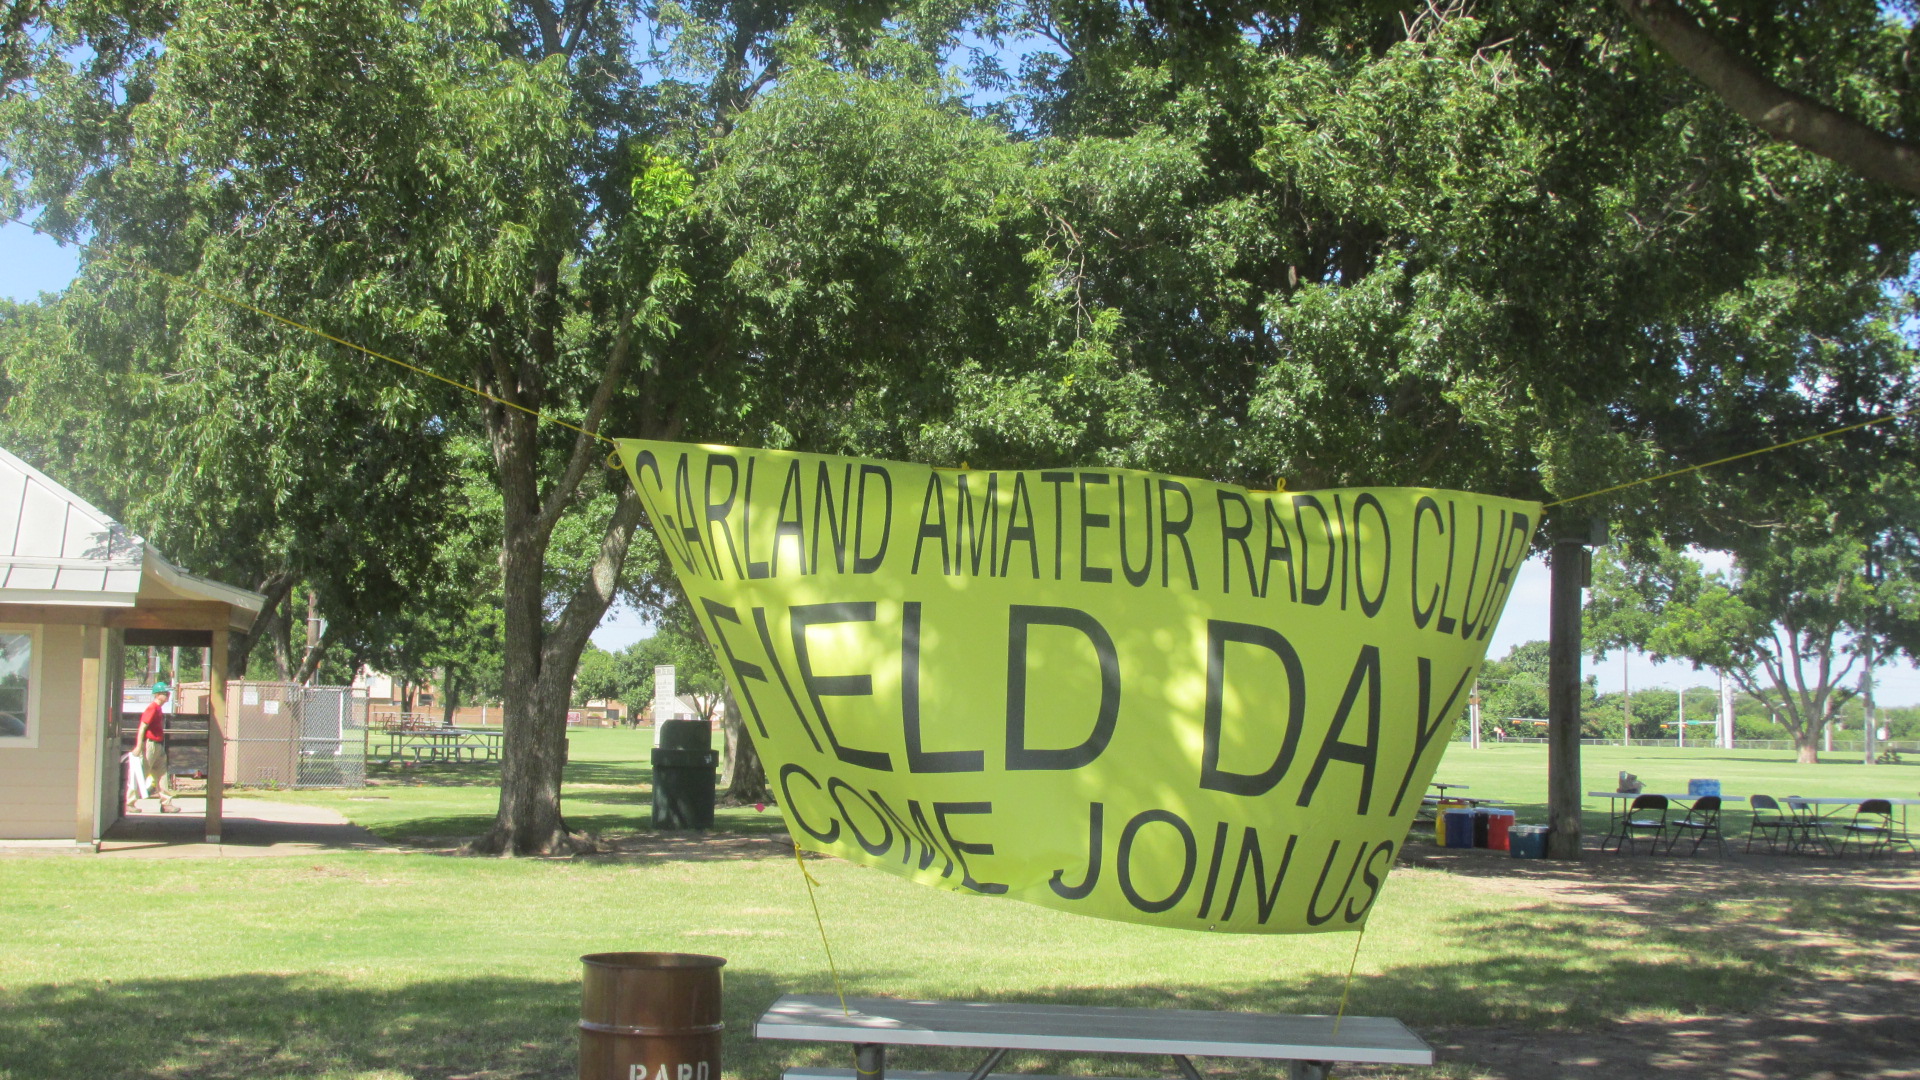 GARLAND AMATEUR RADIO CLUB
FIELD DAY
COME JOIN US